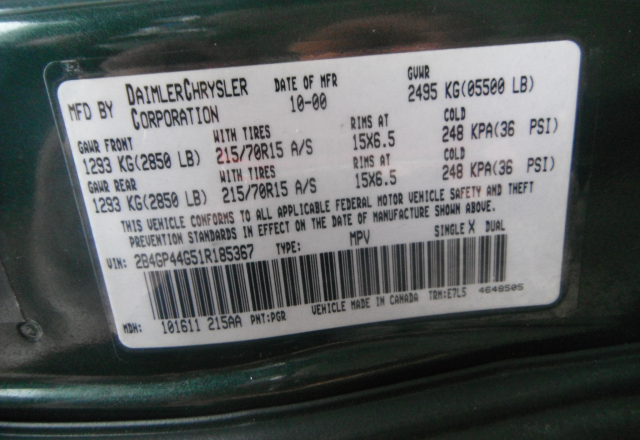 MFD BY DAIMLERCHRYSLER CORPORATION DATE OF MFR 10-00 GVWR 2495 KG(05500 LB)
GAWR FRONT WITH TIRES RIMS AT COLD
1293 KG(2850 LB) 215/70R15 A/S 15X6.5 248 KPA(36 PSI)
GAWR REAR WITH TIRES RIMS AT COLD
1293 KG(2850 LB) 215/70R15 A/S 15X6.5 248 KPA(36 PSI)
THIS VEHICLE CONFORMS TO ALL APPLICABLE FEDERAL MOTOR VEHICLE SAFETY AND THEFT
PREVENTION STANDARDS IN EFFECT ON THE DATE OF MANUFACTURE SHOWN ABOVE.
VIN: 2B4GP44G51R185367 TYPE: MPV SINGLE X DUAL
MDH: 101611 215AA PNT:PGR VEHICLE MADE IN CANADA TRM:E7L5 4648505